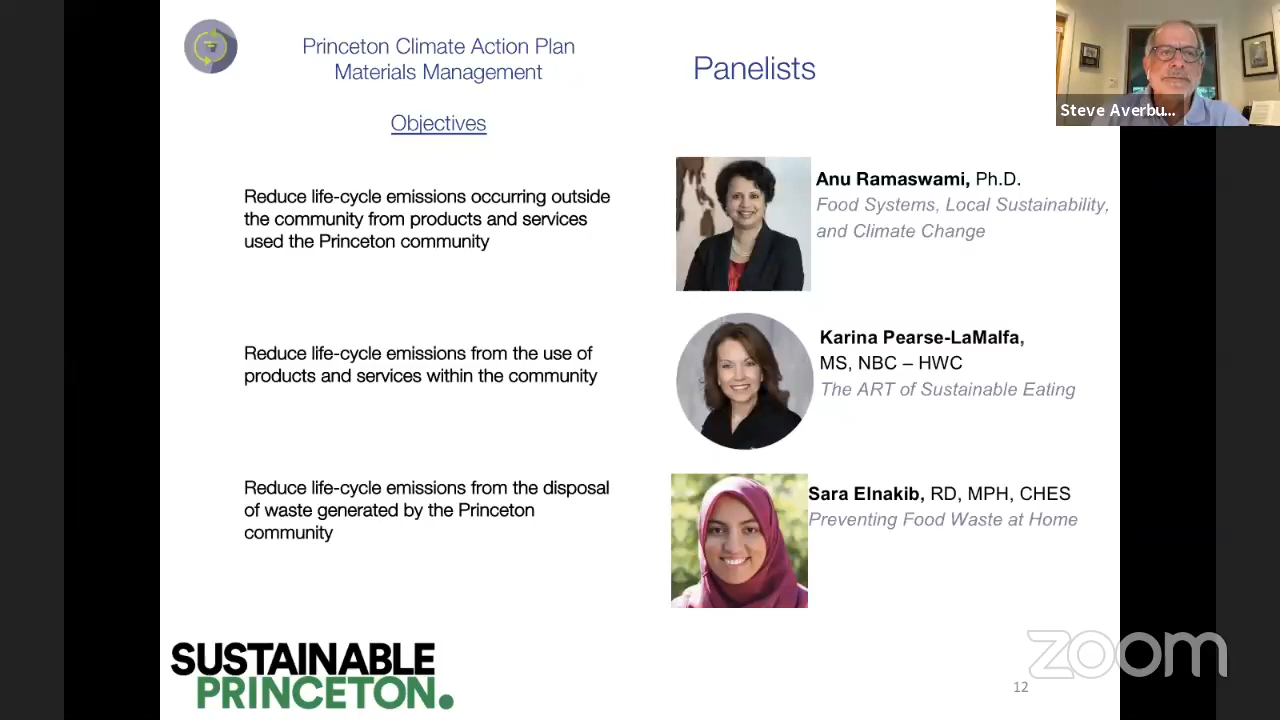 Princeton Climate Action Plan
Materials Management
Objectives
Reduce life-cycle emissions occurring outside
the community from products and services
used the Princeton community
Reduce life-cycle emissions from the use of
products and services within the community
Reduce life-cycle emissions from the disposal
of waste generated by the Princeton
community
Panelists
Anu Ramaswami, Ph.D.
Food Systems, Local Sustainability,
and Climate Change
Karina Pearse-LaMalfa,
MS, NBC – HWC
The ART of Sustainable Eating
Sara Elnakib, RD, MPH, CHES
Preventing Food Waste at Home
Steve Averbu...
SUSTAINABLE
PRINCETON.
zoom
12